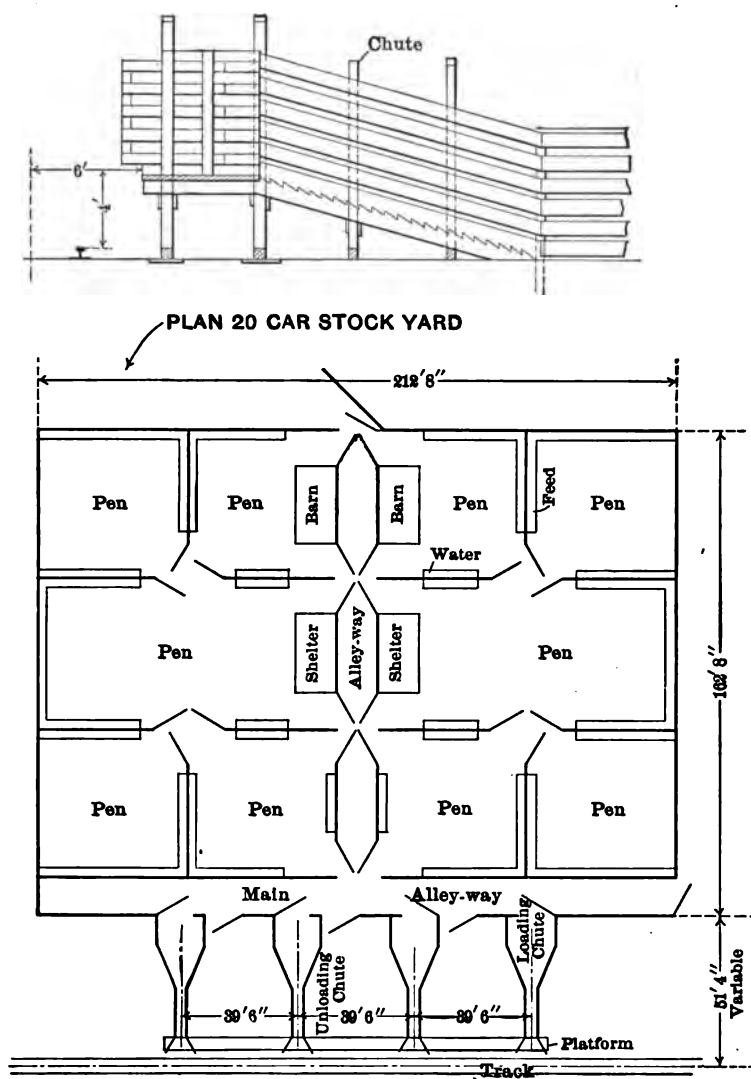 Chute
6'
4'
PLAN 20 CAR STOCK YARD
212'8"
Pen
Pen
Barn
Barn
Pen
Feed
Pen
Water
Pen
Shelter
Alley-way
Shelter
Pen
162'8"
Pen
Pen
Pen
Pen
Main Alley-way
Loading
Chute
Unloading
Chute
39'6"
39'6"
39'6"
51'4"
Variable
Platform
Track